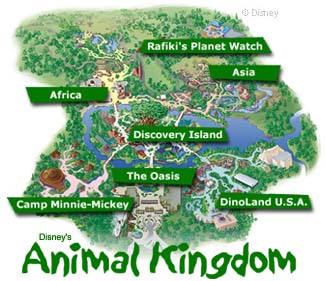 © Disney
Rafiki's Planet Watch
Asia
Africa
Discovery Island
The Oasis
Camp Minnie-Mickey
DinoLand U.S.A.
Disney's
Animal Kingdom